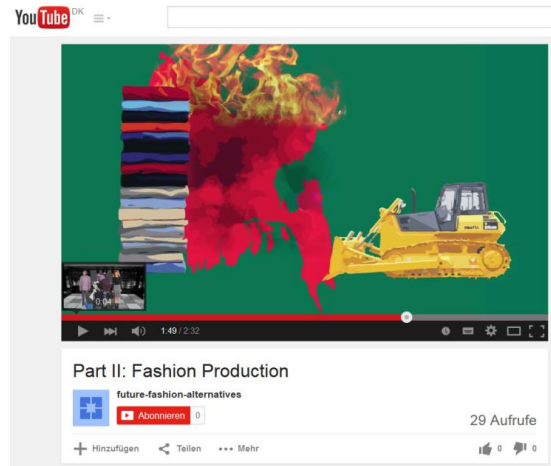 YouTube DK
0:04
1:49 / 2:32
Part II: Fashion Production
future-fashion-alternatives
Abonnieren 0
29 Aufrufe
Hinzufügen Teilen ••• Mehr 0 0